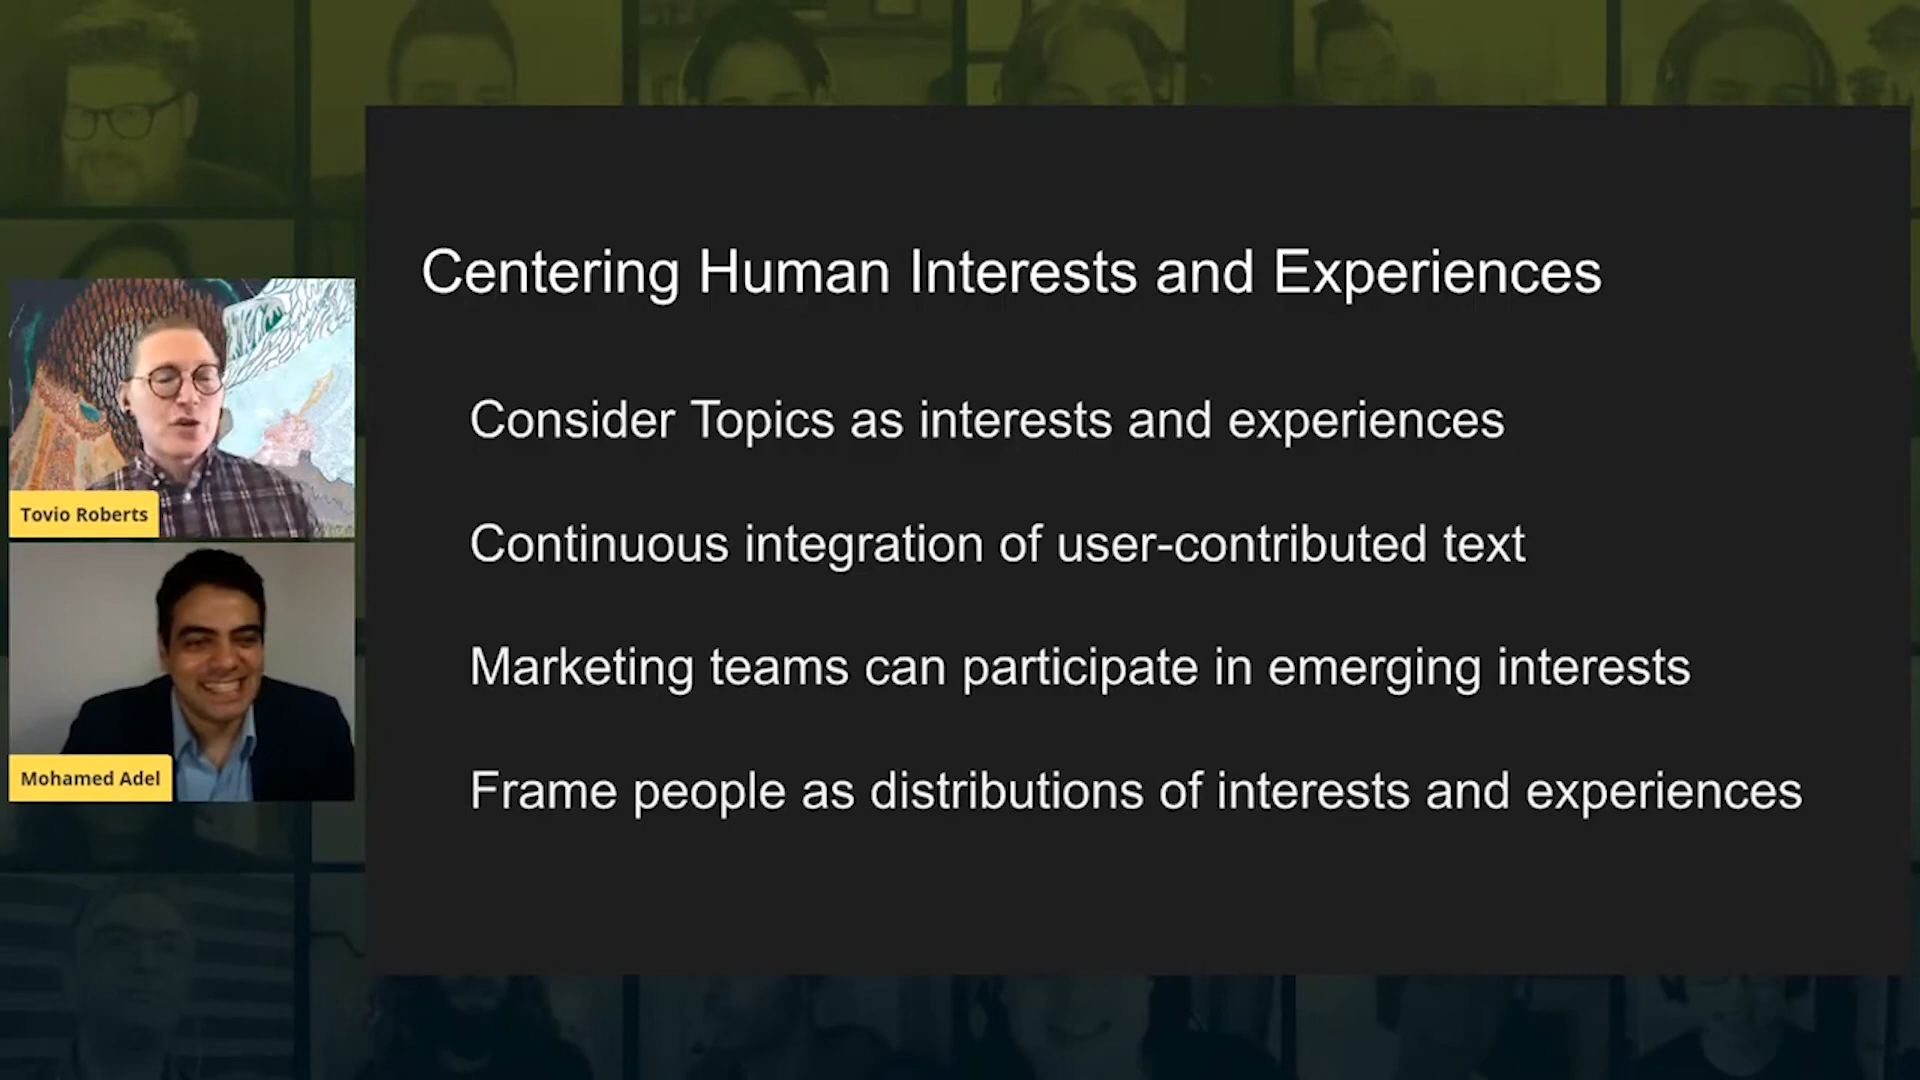 Centering Human Interests and Experiences
Consider Topics as interests and experiences
Continuous integration of user-contributed text
Marketing teams can participate in emerging interests
Frame people as distributions of interests and experiences
Tovio Roberts
Mohamed Adel